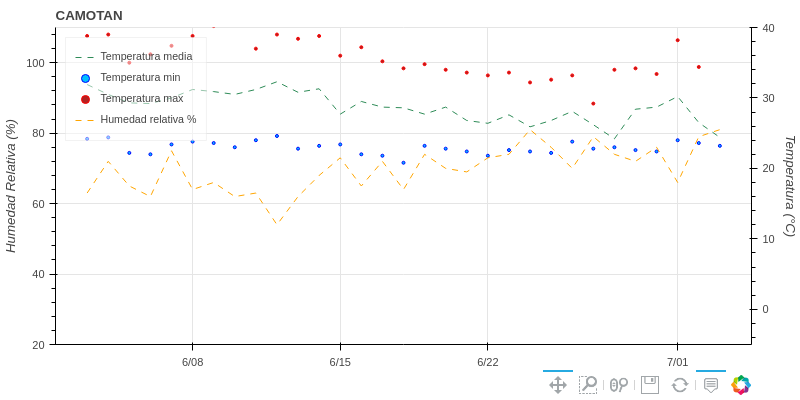 CAMOTAN
Temperatura media
Temperatura min
Temperatura max
Humedad relativa %
Humedad Relativa (%)
100
80
60
40
20
40
30
20
10
0
Temperatura (°C)
6/08
6/15
6/22
7/01